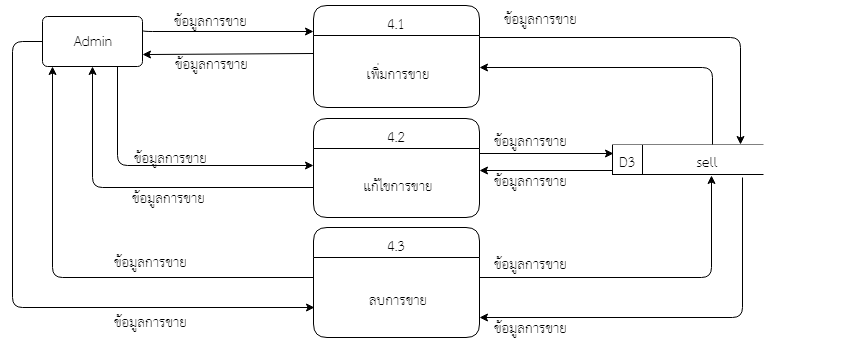 ข้อมูลการขาย
ข้อมูลการขาย
4.1
Admin
ข้อมูลการขาย
เพิ่มการขาย
4.2
ข้อมูลการขาย
ข้อมูลการขาย
D3
sell
ข้อมูลการขาย
แก้ไขการขาย
ข้อมูลการขาย
4.3
ข้อมูลการขาย
ข้อมูลการขาย
ลบการขาย
ข้อมูลการขาย
ข้อมูลการขาย